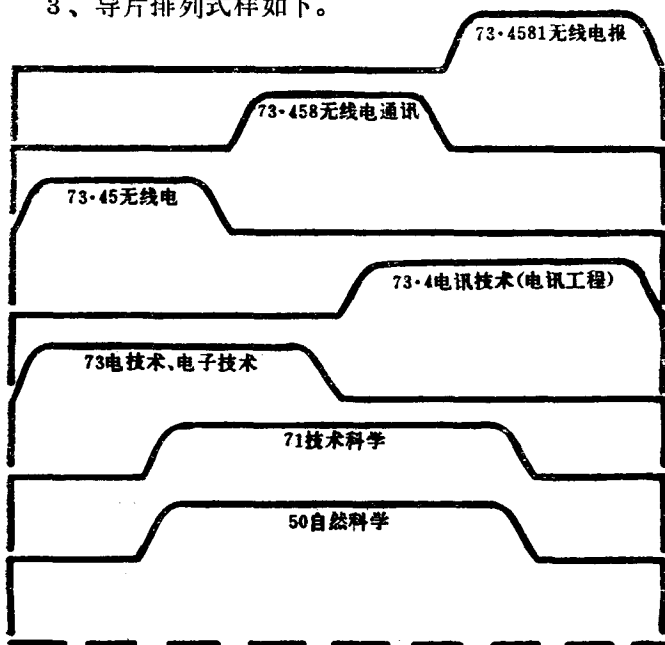 3、导片排列式样如下。
73·4581无线电报
73·458无线电通讯
73·45无线电
73·4电讯技术(电讯工程)
73电技术、电子技术
71技术科学
50自然科学